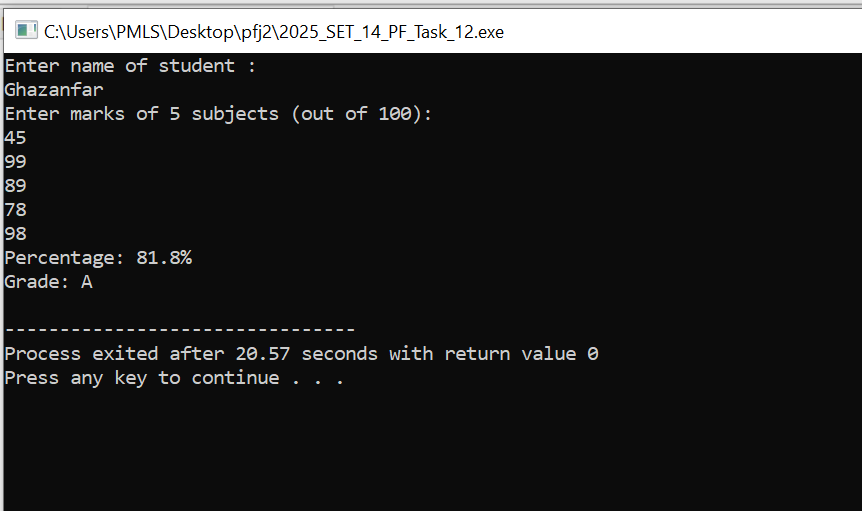 C:\Users\PMLS\Desktop\pfj2\2025_SET_14_PF_Task_12.exe
Enter name of student :
Ghazanfar
Enter marks of 5 subjects (out of 100):
45
99
89
78
98
Percentage: 81.8%
Grade: A
--------------------------------
Process exited after 20.57 seconds with return value 0
Press any key to continue . . .